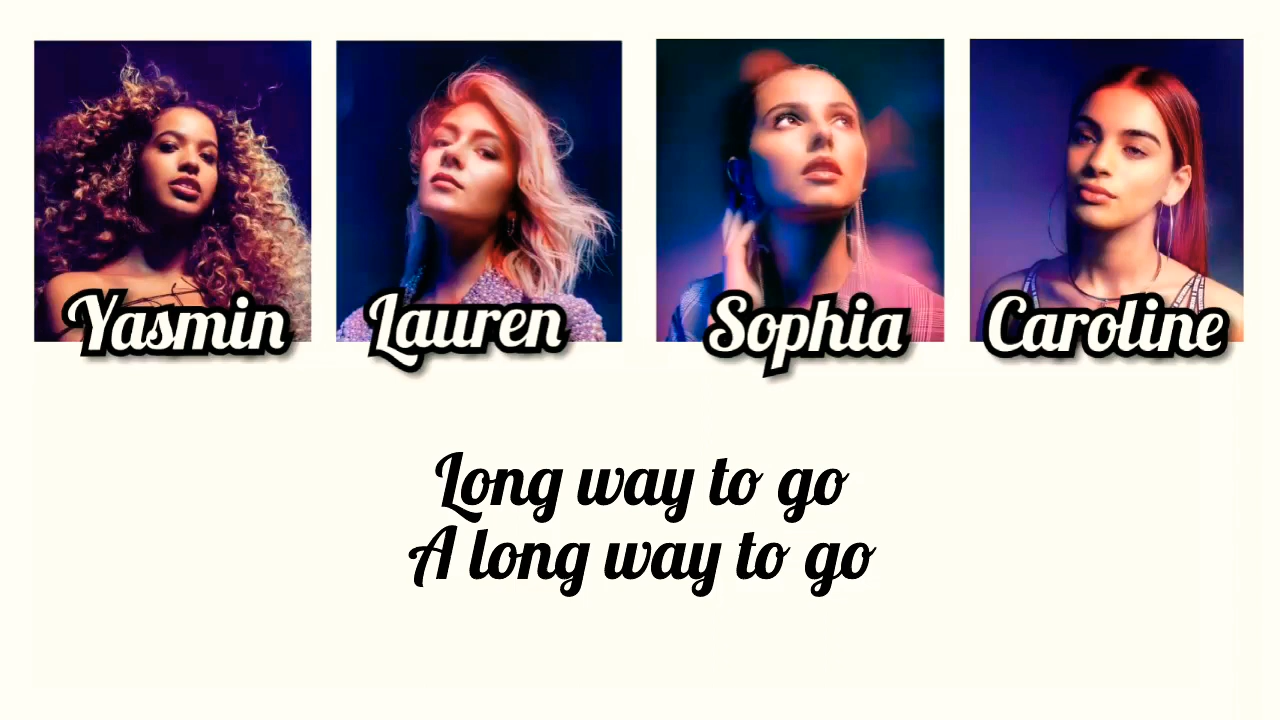 Yasmin
Lauren
Sophia
Caroline
Long way to go
A long way to go